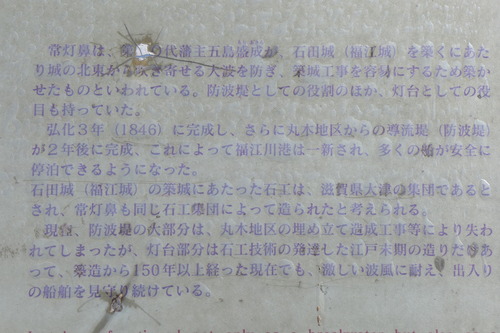 常灯鼻は、 代藩主五島盛成が、石田城（福江城）を築くにあた
り城の北東から吹き寄せる大波を防ぎ、築城工事を容易にするため築か
せたものといわれている。防波堤としての役割のほか、灯台としての役
目も持っていた。
弘化３年（1846）に完成し、さらに丸木地区からの導流堤（防波堤）
が２年後に完成、これによって福江川港は一新され、多くの船が安全に
停泊できるようになった。
石田城（福江城）の築城にあたった石工は、滋賀県大津の集団であると
され、常灯鼻も同じ石工集団によって造られたと考えられる。
現在、防波堤の大部分は、丸木地区の埋め立て造成工事等により失わ
れてしまったが、灯台部分は石工技術の発達した江戸末期の造りだけあ
って、築造から150年以上経った現在でも、激しい波風に耐え、出入り
の船舶を見守り続けている。